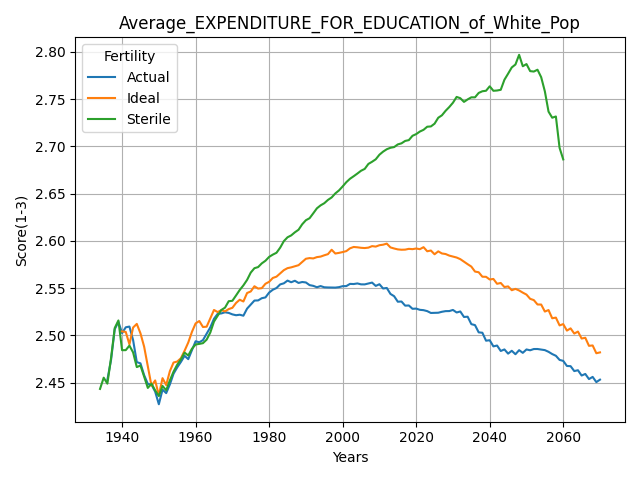 Average_EXPENDITURE_FOR_EDUCATION_of_White_Pop
Fertility
Actual
Ideal
Sterile
Score(1-3)
2.80
2.75
2.70
2.65
2.60
2.55
2.50
2.45
1940 1960 1980 2000 2020 2040 2060
Years